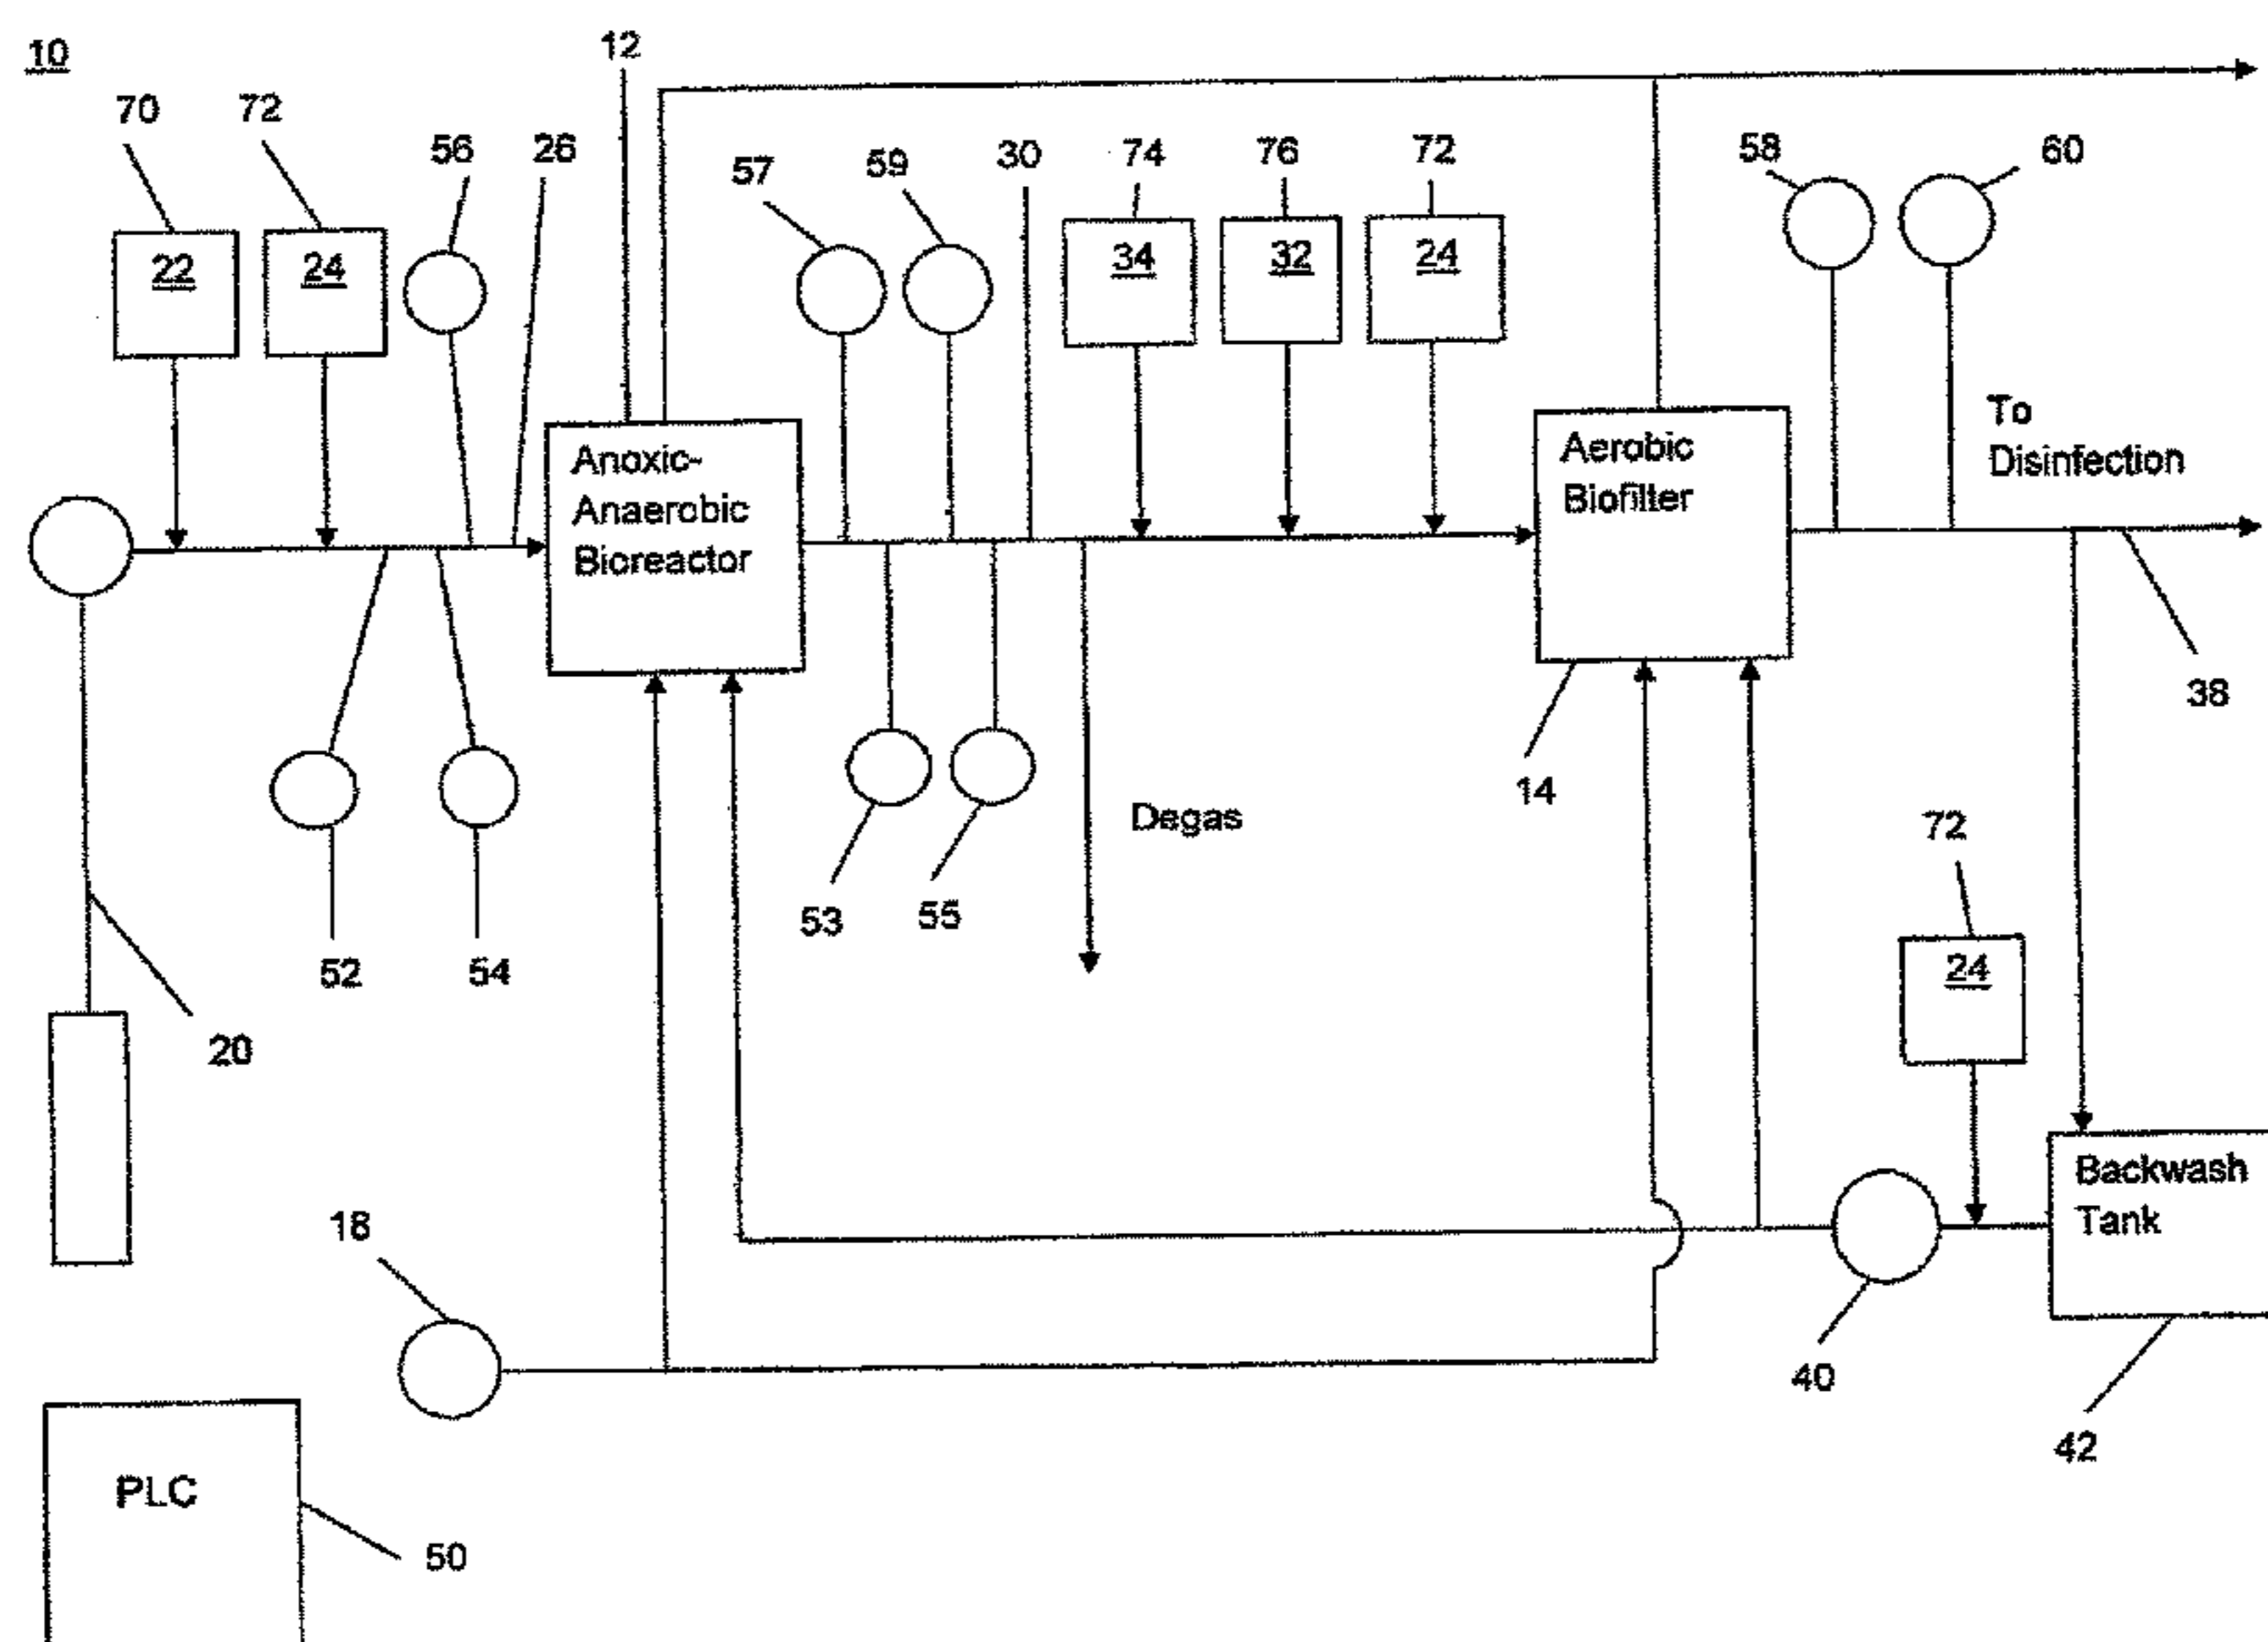 10
12
70
72
56
26
57
59
30
74
76
72
58
60
22
24
34
32
24
To
Disinfection
Anoxic-
Anaerobic
Bioreactor
Aerobic
Biofilter
38
14
Degas
72
53
55
52
54
24
20
Backwash
Tank
18
40
42
PLC
50